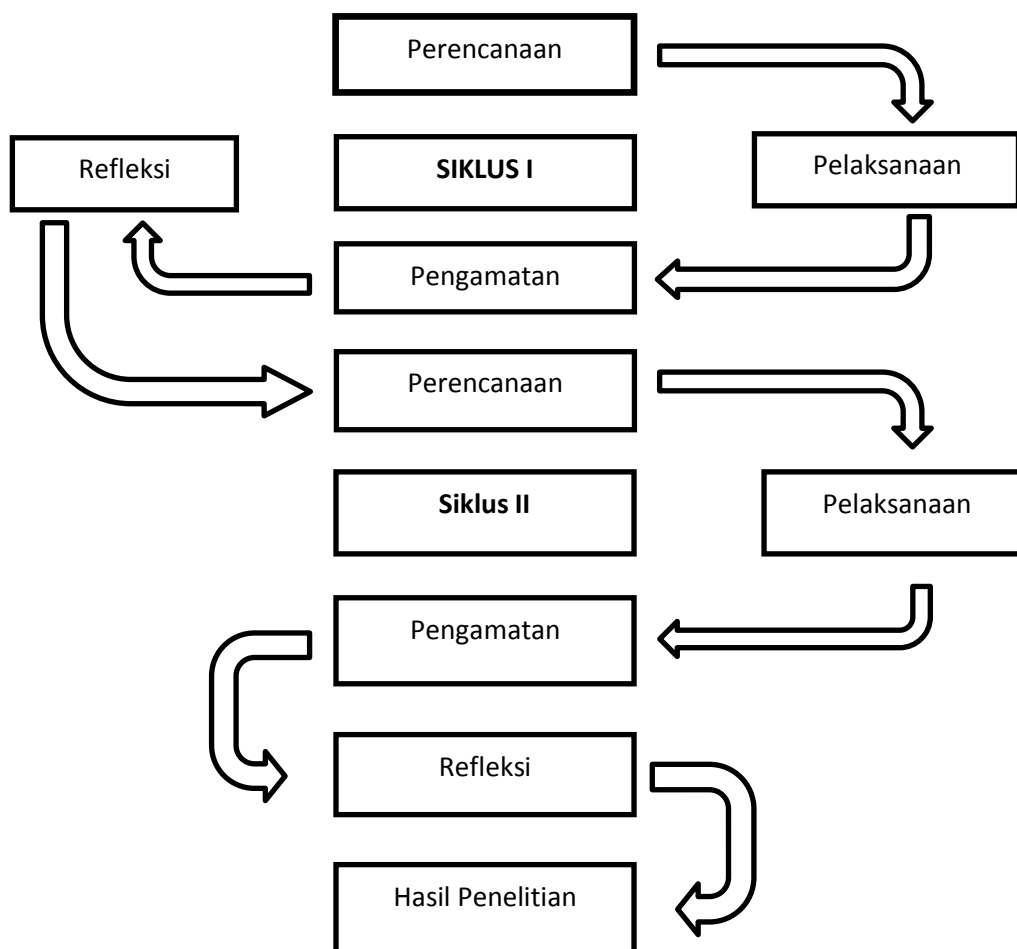 Perencanaan
Refleksi
SIKLUS I
Pelaksanaan
Pengamatan
Perencanaan
Siklus II
Pelaksanaan
Pengamatan
Refleksi
Hasil Penelitian